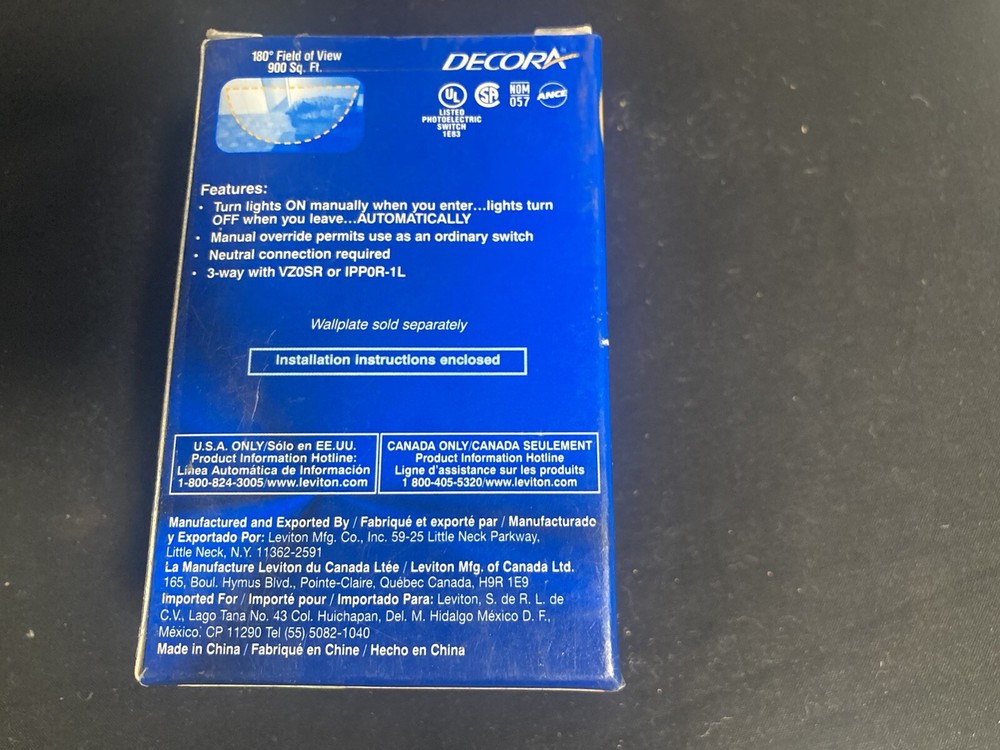 180° Field of View
900 Sq. Ft.
DECORA
UL
SA
NOM
057
ANCE
LISTED
PHOTOELECTRIC
SWITCH
1E83
Features:
• Turn lights ON manually when you enter...lights turn
OFF when you leave...AUTOMATICALLY
• Manual override permits use as an ordinary switch
• Neutral connection required
• 3-way with VZ0SR or IPP0R-1L
Wallplate sold separately
Installation instructions enclosed
U.S.A. ONLY/Sólo en EE.UU.
Product Information Hotline:
Línea Automática de Información
1-800-824-3005/www.leviton.com
CANADA ONLY/CANADA SEULEMENT
Product Information Hotline
Ligne d'assistance sur les produits
1 800-405-5320/www.leviton.com
Manufactured and Exported By / Fabriqué et exporté par / Manufacturado
y Exportado Por: Leviton Mfg. Co., Inc. 59-25 Little Neck Parkway,
Little Neck, N.Y. 11362-2591
La Manufacture Leviton du Canada Ltée / Leviton Mfg. of Canada Ltd.
165, Boul. Hymus Blvd., Pointe-Claire, Québec Canada, H9R 1E9
Imported For / Importé pour / Importado Para: Leviton, S. de R. L. de
C.V., Lago Tana No. 43 Col. Huichapan, Del. M. Hidalgo México D. F.,
México. CP 11290 Tel (55) 5082-1040
Made in China / Fabriqué en Chine / Hecho en China